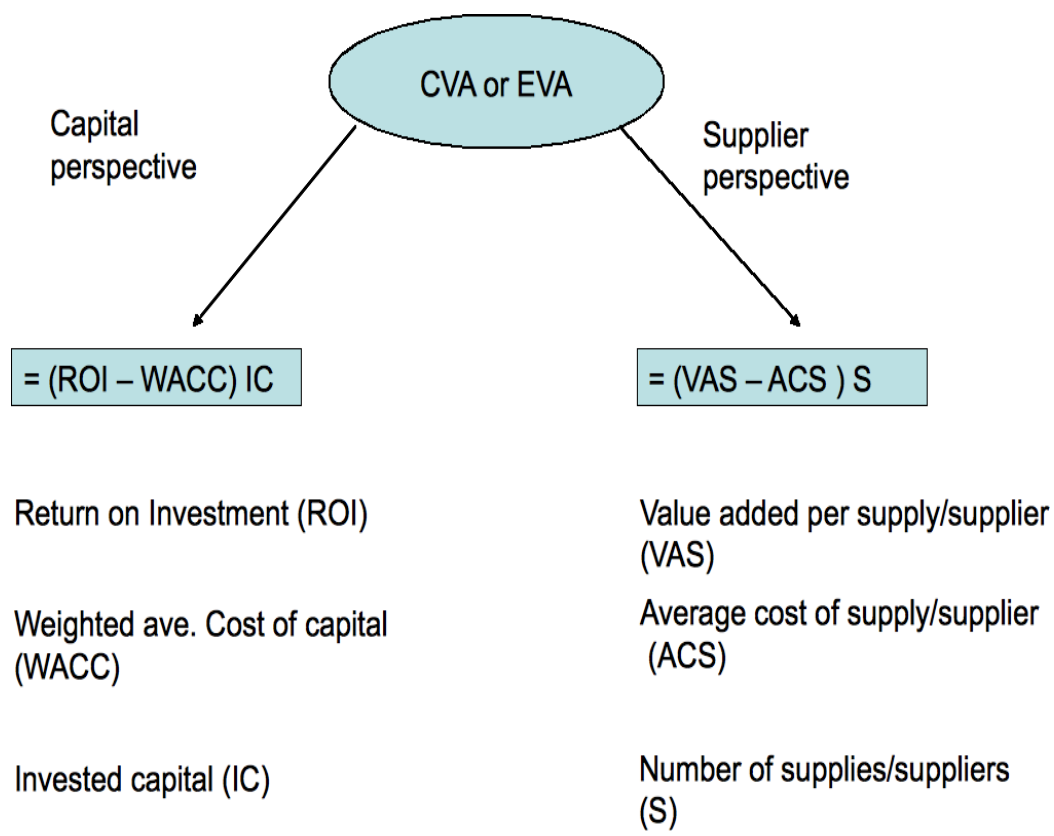 CVA or EVA
Capital
perspective
Supplier
perspective
= (ROI – WACC) IC
= (VAS – ACS ) S
Return on Investment (ROI)
Weighted ave. Cost of capital
(WACC)
Invested capital (IC)
Value added per supply/supplier
(VAS)
Average cost of supply/supplier
(ACS)
Number of supplies/suppliers
(S)